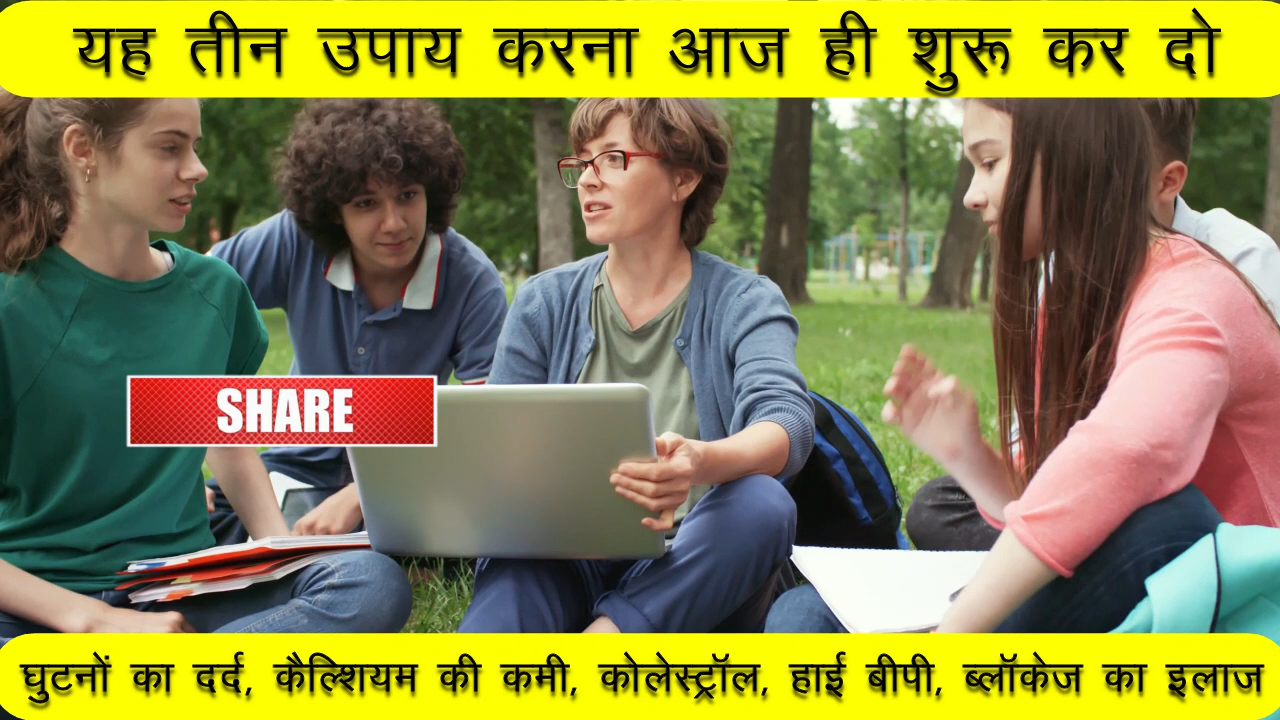 यह तीन उपाय करना आज ही शुरू कर दो
SHARE
घुटनों का दर्द, कैल्शियम की कमी, कोलेस्ट्रॉल, हाई बीपी, ब्लॉकेज का इलाज